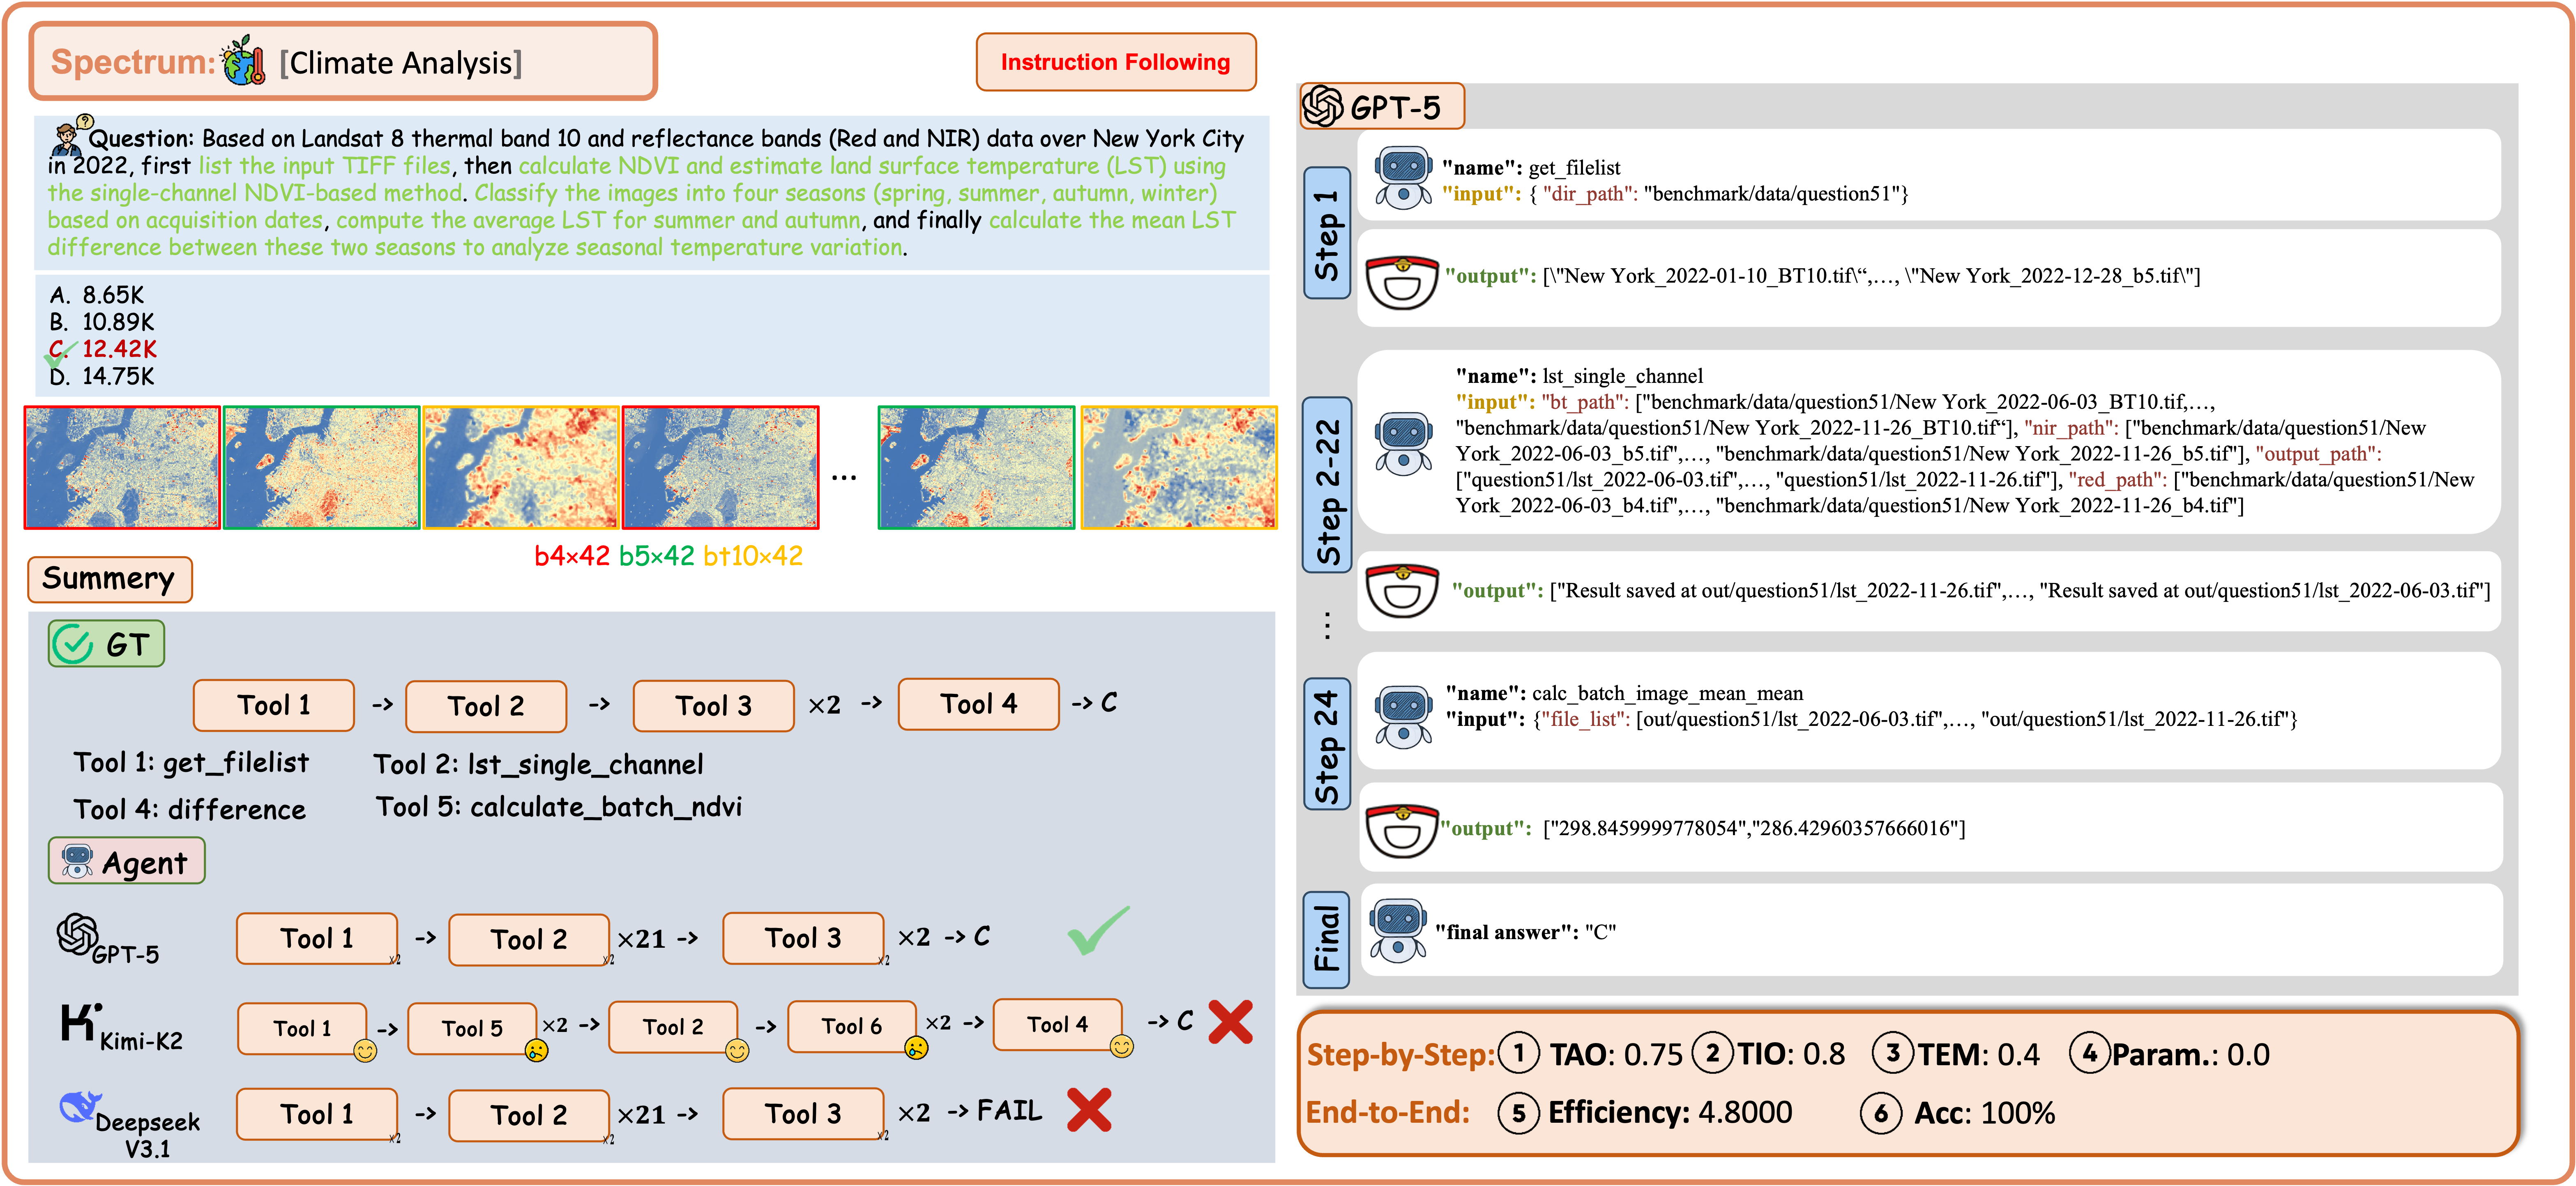 Spectrum: [Climate Analysis]
Instruction Following
Question: Based on Landsat 8 thermal band 10 and reflectance bands (Red and NIR) data over New York City
in 2022, first list the input TIFF files, then calculate NDVI and estimate land surface temperature (LST) using
the single-channel NDVI-based method. Classify the images into four seasons (spring, summer, autumn, winter)
based on acquisition dates, compute the average LST for summer and autumn, and finally calculate the mean LST
difference between these two seasons to analyze seasonal temperature variation.
A. 8.65K
B. 10.89K
C. 12.42K
D. 14.75K
...
b4×42 b5×42 bt10×42
Summery
GT
Tool 1 -> Tool 2 -> Tool 3 ×2 -> Tool 4 -> C
Tool 1: get_filelist Tool 2: lst_single_channel
Tool 4: difference Tool 5: calculate_batch_ndvi
Agent
GPT-5 Tool 1 ×2 -> Tool 2 ×2 ×21 -> Tool 3 ×2 ×2 -> C
Kimi-K2 Tool 1 -> Tool 5 ×2 -> Tool 2 -> Tool 6 ×2 -> Tool 4 -> C
Deepseek Tool 1 ×2 -> Tool 2 ×2 ×21 -> Tool 3 ×2 ×2 -> FAIL
V3.1
GPT-5
Step 1
"name": get_filelist
"input": { "dir_path": "benchmark/data/question51"}
"output": [\"New York_2022-01-10_BT10.tif\“,…, \"New York_2022-12-28_b5.tif\"]
Step 2-22
"name": lst_single_channel
"input": "bt_path": ["benchmark/data/question51/New York_2022-06-03_BT10.tif,…,
"benchmark/data/question51/New York_2022-11-26_BT10.tif“], "nir_path": ["benchmark/data/question51/New
York_2022-06-03_b5.tif",…, "benchmark/data/question51/New York_2022-11-26_b5.tif"], "output_path":
["question51/lst_2022-06-03.tif",…, "question51/lst_2022-11-26.tif"], "red_path": ["benchmark/data/question51/New
York_2022-06-03_b4.tif",…, "benchmark/data/question51/New York_2022-11-26_b4.tif"]
"output": ["Result saved at out/question51/lst_2022-11-26.tif",…, "Result saved at out/question51/lst_2022-06-03.tif"]
...
Step 24
"name": calc_batch_image_mean_mean
"input": {"file_list": [out/question51/lst_2022-06-03.tif",…, "out/question51/lst_2022-11-26.tif"}
"output": ["298.8459999778054","286.42960357666016"]
Final
"final answer": "C"
Step-by-Step: 1 TAO: 0.75 2 TIO: 0.8 3 TEM: 0.4 4 Param.: 0.0
End-to-End: 5 Efficiency: 4.8000 6 Acc: 100%